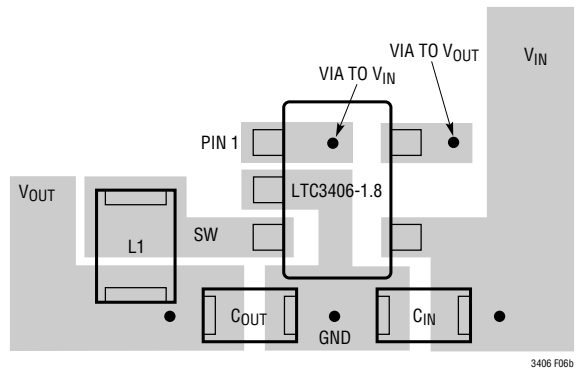 VIA TO VOUT
VIA TO VIN
VIN
PIN 1
LTC3406-1.8
VOUT
SW
L1
COUT
CIN
GND
3406 F06b